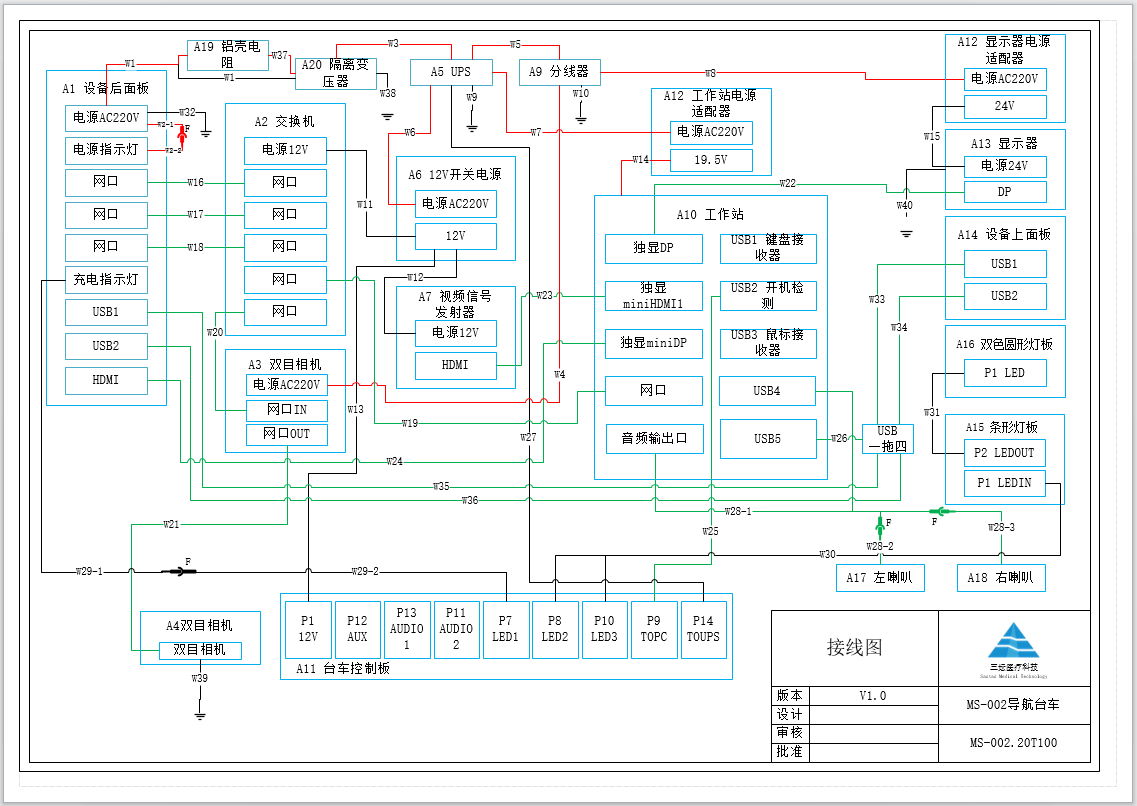 A19 铝壳电
阻
W37
A20 隔离变
压器
W3
W5
W1
W1
W38
A5 UPS
W9
A9 分线器
W10
W8
A12 显示器电源
适配器
电源AC220V
24V
A1 设备后面板
电源AC220V
电源指示灯
网口
网口
网口
充电指示灯
USB1
USB2
HDMI
W32
W2-1
F
W2-2
W16
W17
W18
A2 交换机
电源12V
网口
网口
网口
网口
网口
W11
W6
W7
A12 工作站电源
适配器
电源AC220V
19.5V
W14
W15
A13 显示器
电源24V
DP
W22
W40
A6 12V开关电源
电源AC220V
12V
W12
A7 视频信号
发射器
电源12V
HDMI
W23
A10 工作站
独显DP
独显
miniHDMI1
独显miniDP
网口
音频输出口
USB1 键盘接
收器
USB2 开机检
测
USB3 鼠标接
收器
USB4
USB5
A14 设备上面板
USB1
USB2
W33
W34
A16 双色圆形灯板
P1 LED
W31
A15 条形灯板
P2 LEDOUT
P1 LEDIN
W20
A3 双目相机
电源AC220V
网口IN
网口OUT
W4
W13
W19
W27
W24
W26
USB
一拖四
W35
W36
W21
W28-1
F
F
W28-3
W25
W28-2
W30
F
W29-1
W29-2
A17 左喇叭
A18 右喇叭
A4双目相机
双目相机
W39
P1
12V
P12
AUX
P13
AUDIO
1
P11
AUDIO
2
P7
LED1
P8
LED2
P10
LED3
P9
TOPC
P14
TOUPS
A11 台车控制板
接线图
三坛医疗科技
Santan Medical Technology
版本
V1.0
设计
审核
批准
MS-002导航台车
MS-002.20T100